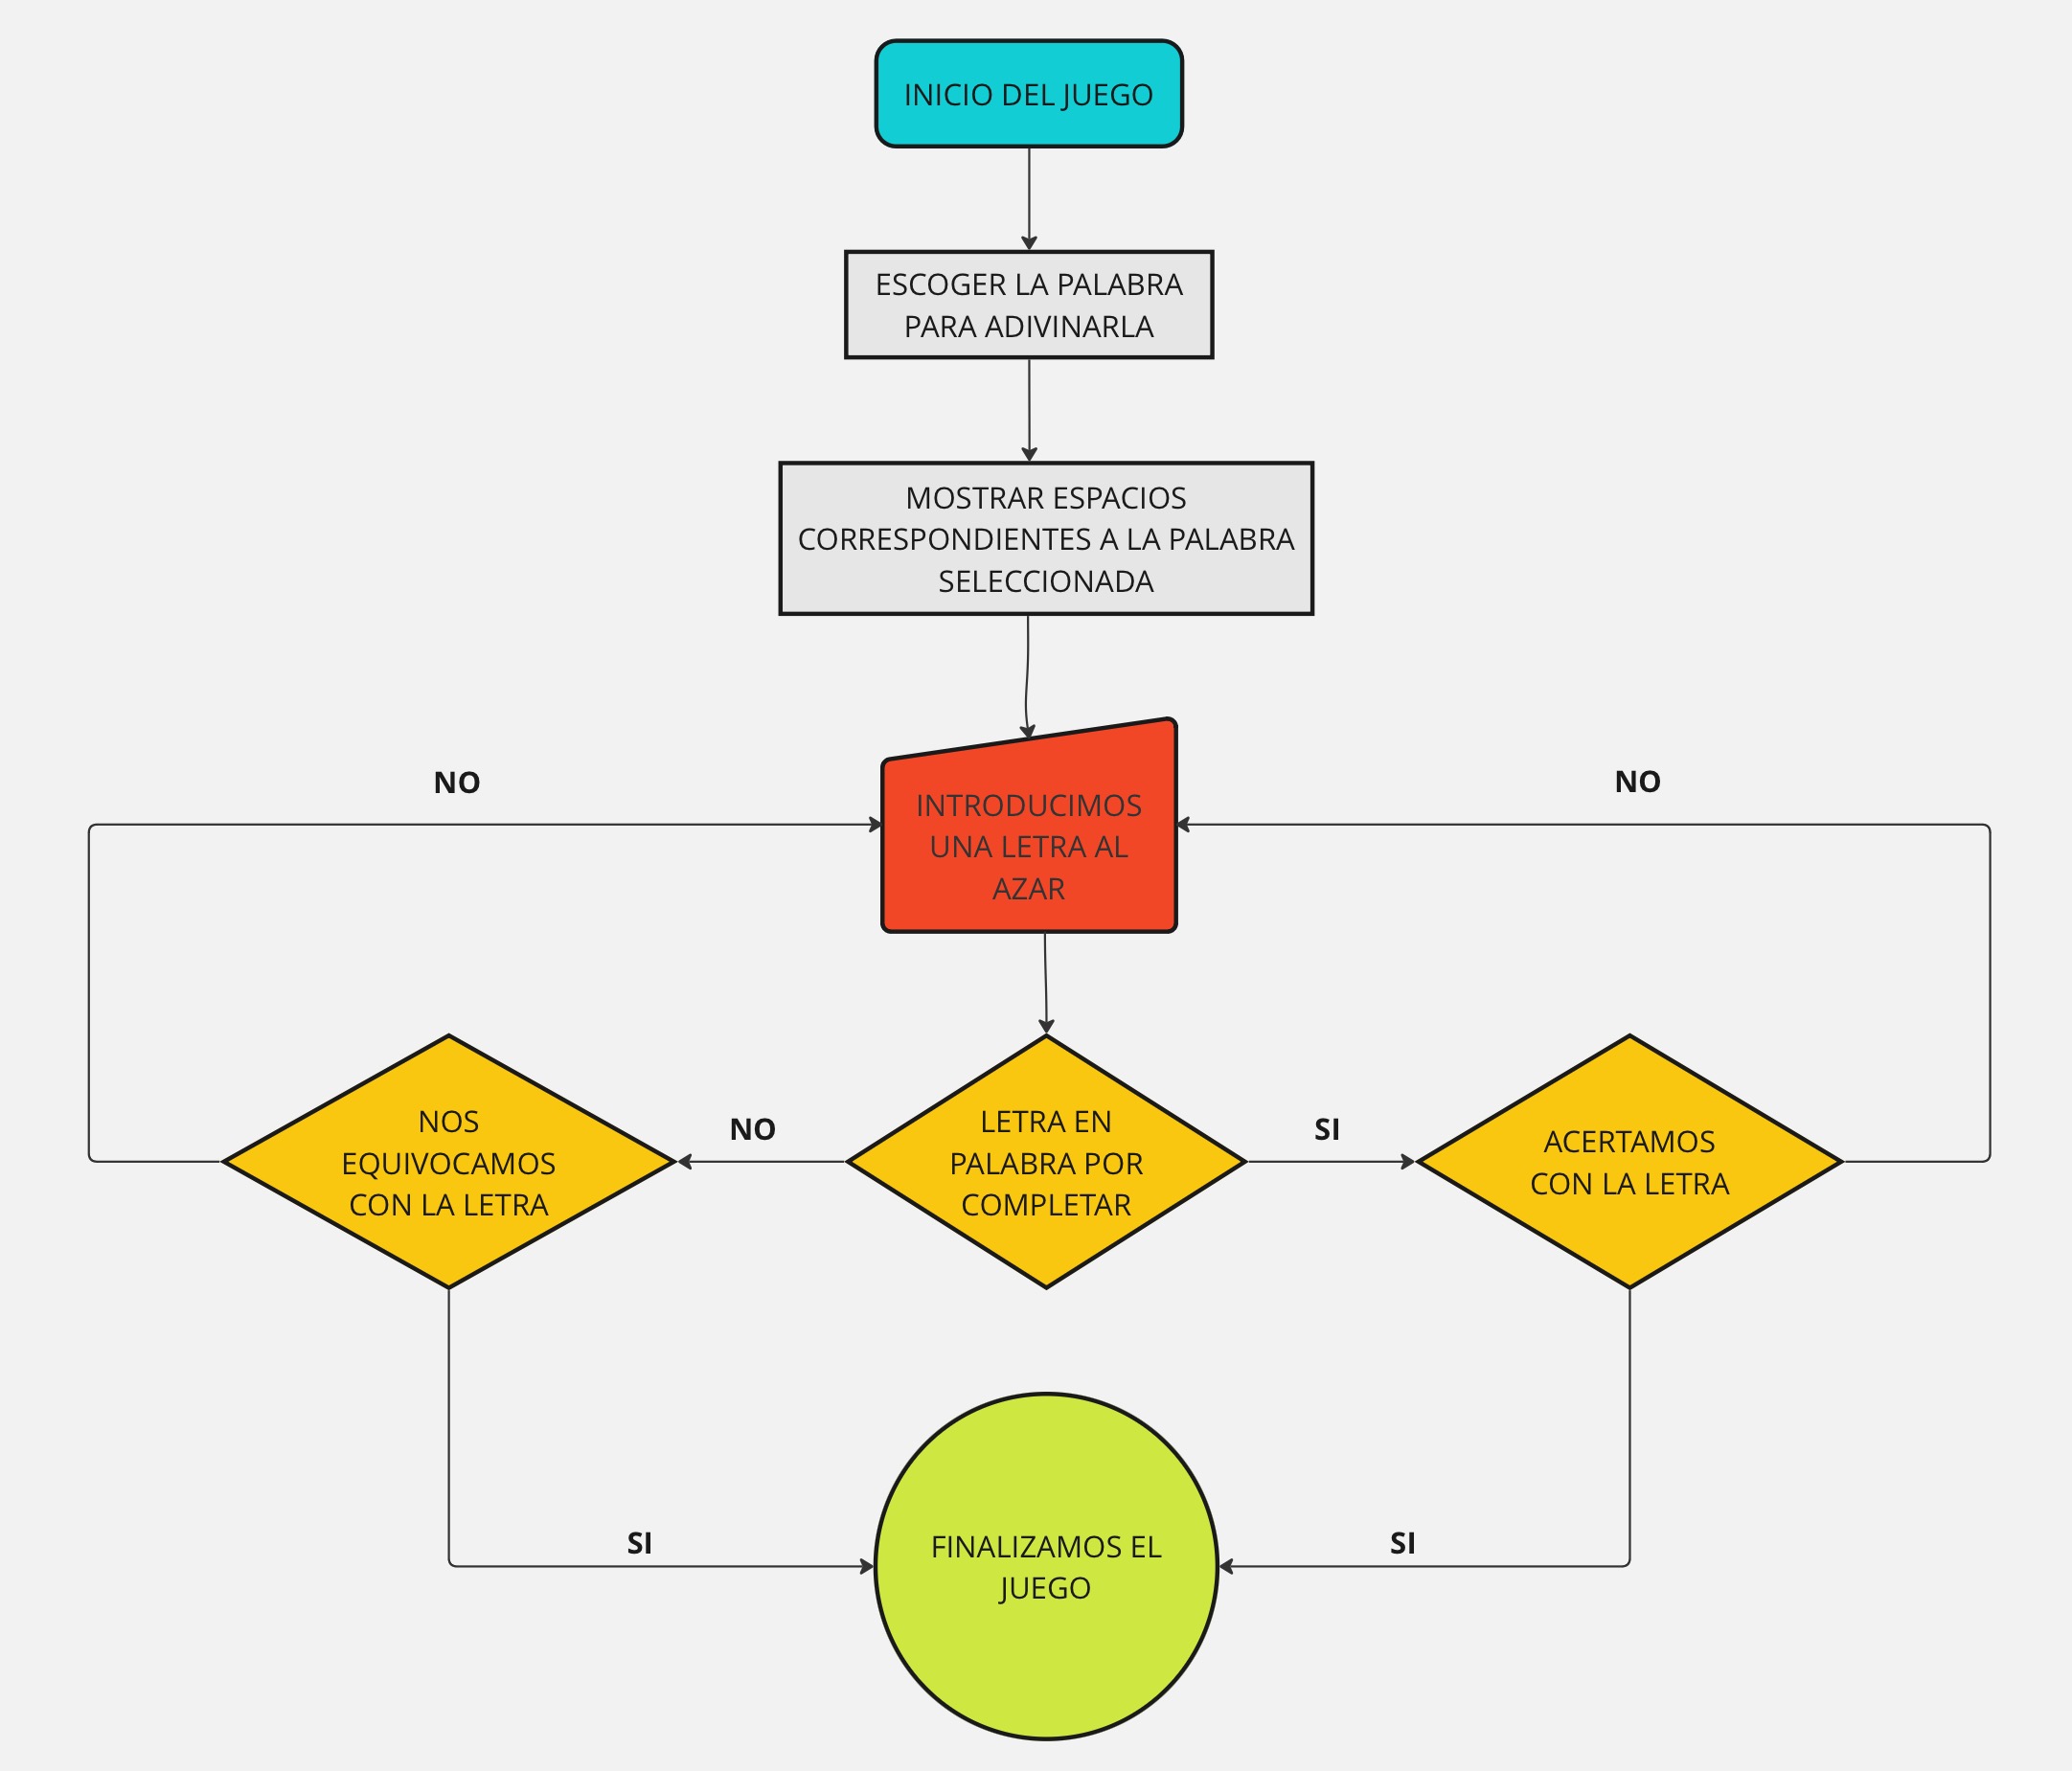 INICIO DEL JUEGO
ESCOGER LA PALABRA
PARA ADIVINARLA
MOSTRAR ESPACIOS
CORRESPONDIENTES A LA PALABRA
SELECCIONADA
NO
NO
INTRODUCIMOS
UNA LETRA AL
AZAR
NOS
EQUIVOCAMOS
CON LA LETRA
NO
LETRA EN
PALABRA POR
COMPLETAR
SI
ACERTAMOS
CON LA LETRA
SI
FINALIZAMOS EL
JUEGO
SI